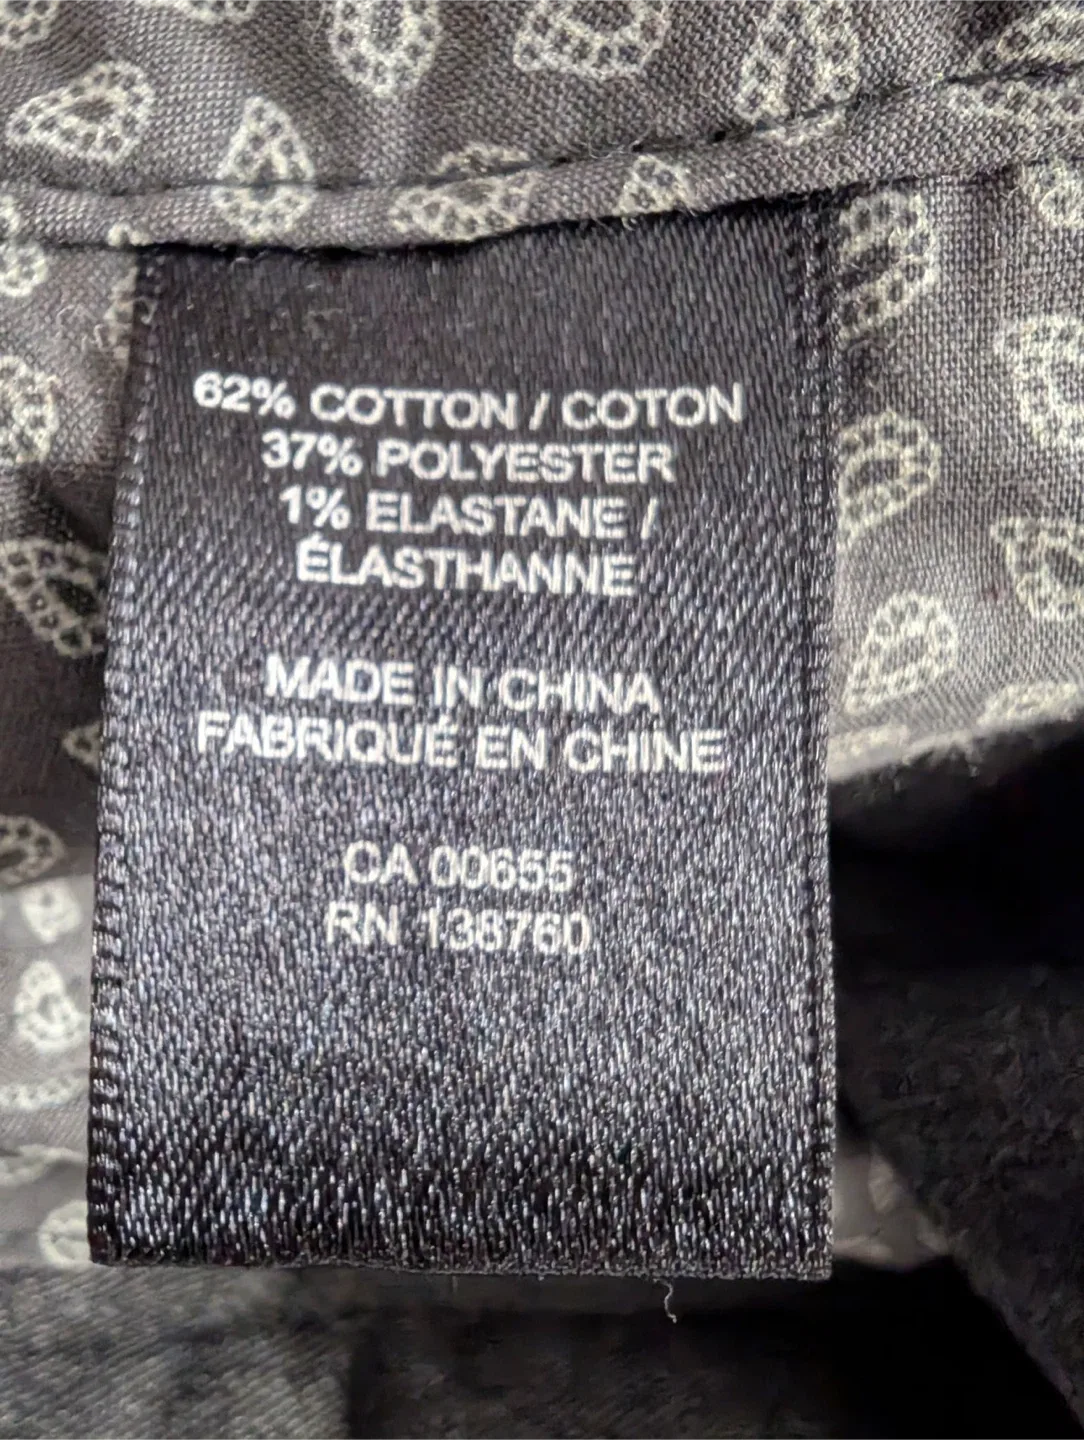 62% COTTON / COTON
37% POLYESTER
1% ELASTANE /
ÉLASTHANNE
MADE IN CHINA
FABRIQUÉ EN CHINE
CA 00655
RN 138760